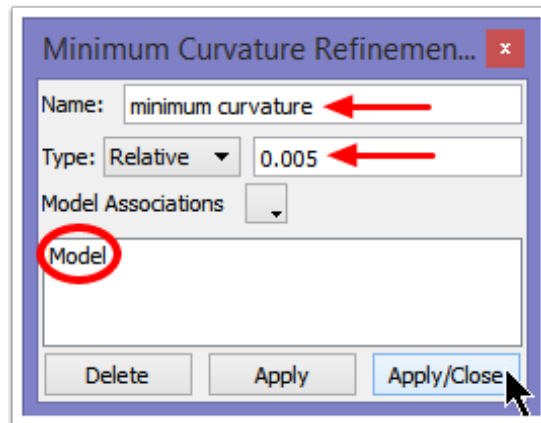 Minimum Curvature Refinemen... x
Name: minimum curvature
Type: Relative 0.005
Model Associations
Model
Delete Apply Apply/Close